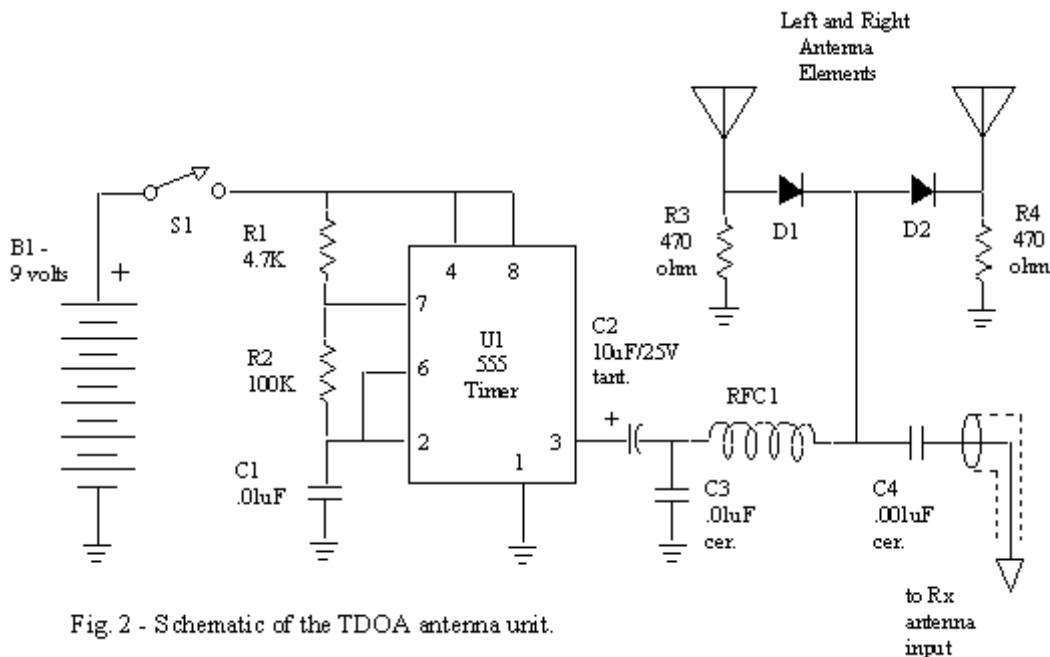 Left and Right
Antenna
Elements
S1
B1 -
9 volts
+
R1
4.7K
4
8
7
R2
100K
6
U1
555
Timer
2
3
1
C1
.01uF
C2
10uF/25V
tant.
+
RFC1
C3
.01uF
cer.
R3
470
ohm
D1
D2
R4
470
ohm
C4
.001uF
cer.
to Rx
antenna
input
Fig. 2 - Schematic of the TDOA antenna unit.